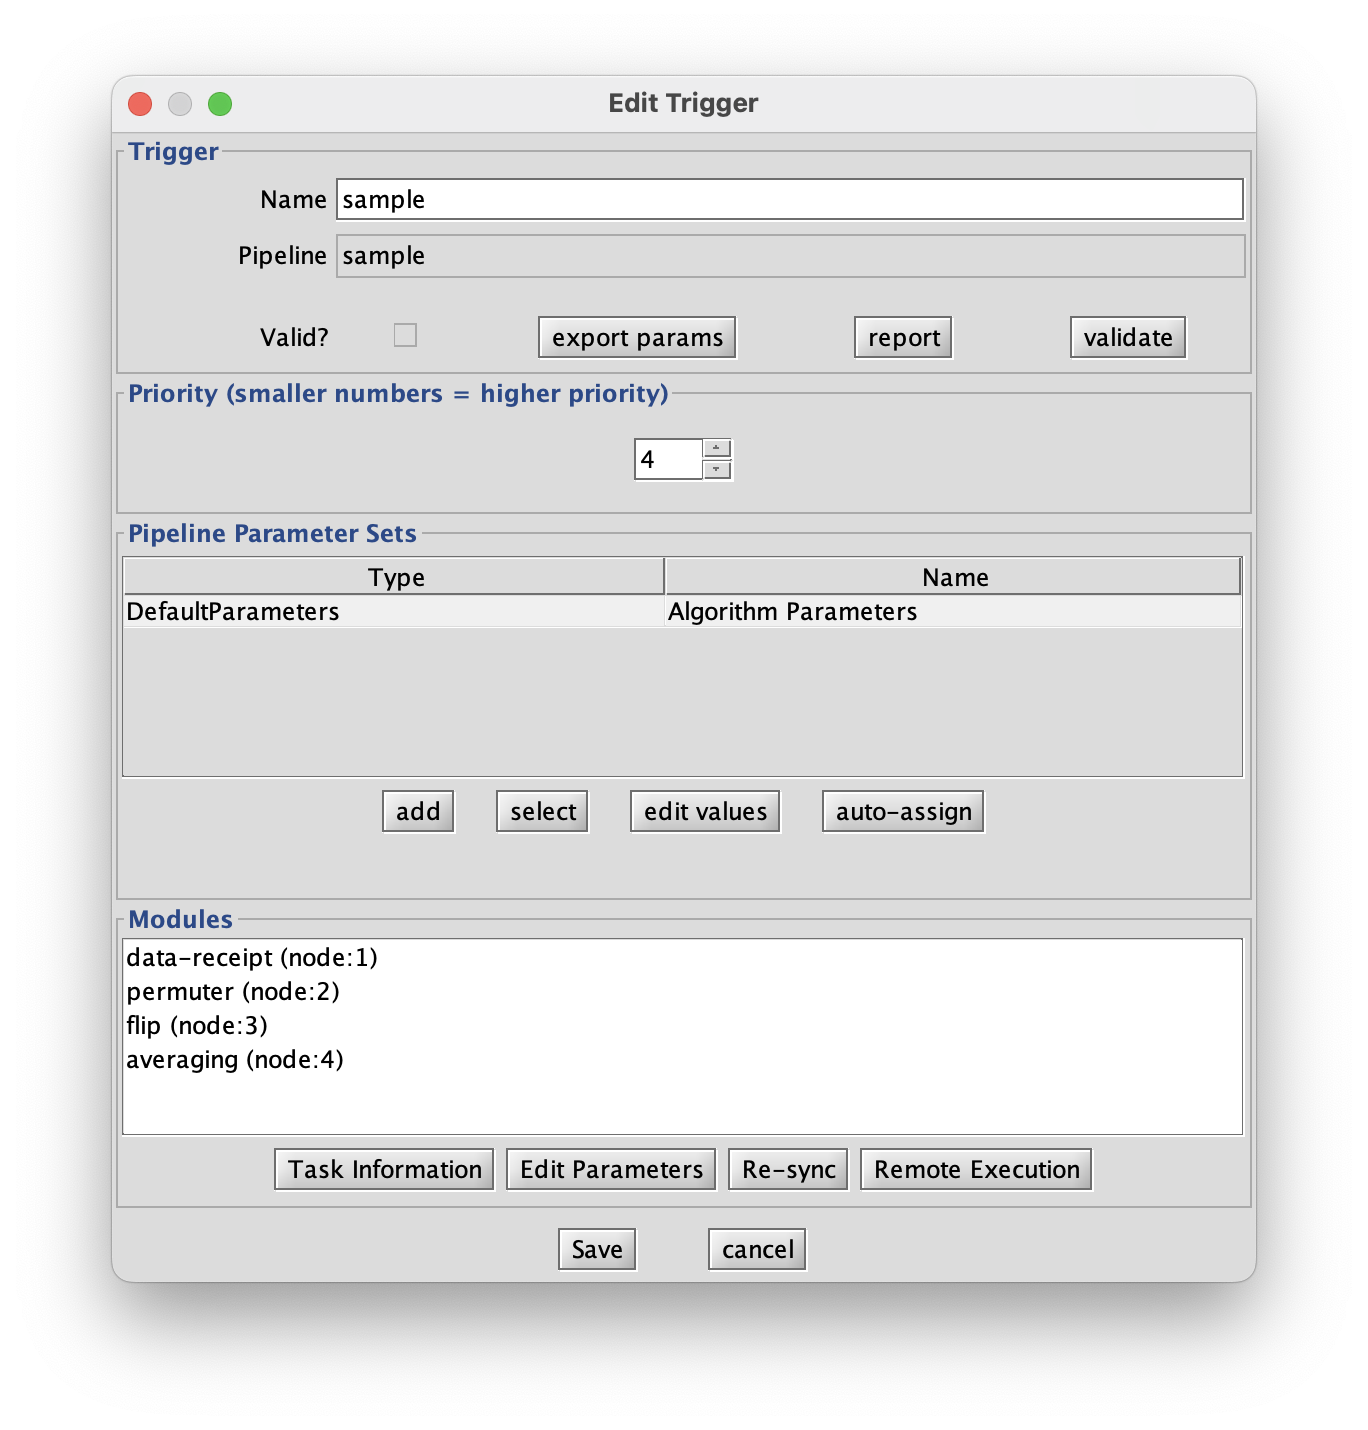 Edit Trigger
Trigger
Name sample
Pipeline sample
Valid? export params report validate
Priority (smaller numbers = higher priority)
4
Pipeline Parameter Sets
Type Name
DefaultParameters Algorithm Parameters
add select edit values auto-assign
Modules
data-receipt (node:1)
permuter (node:2)
flip (node:3)
averaging (node:4)
Task Information Edit Parameters Re-sync Remote Execution
Save cancel